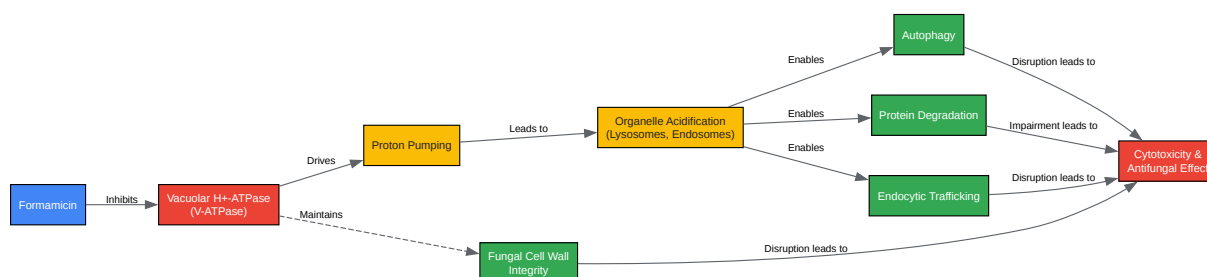 Formamicin
Inhibits
Vacuolar H+-ATPase
(V-ATPase)
Drives
Maintains
Proton Pumping
Leads to
Fungal Cell Wall
Integrity
Organelle Acidification
(Lysosomes, Endosomes)
Enables
Enables
Enables
Autophagy
Protein Degradation
Endocytic Trafficking
Disruption leads to
Impairment leads to
Disruption leads to
Disruption leads to
Cytotoxicity &
Antifungal Effect